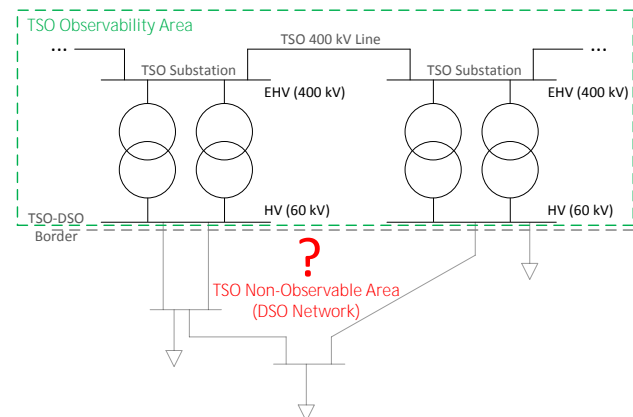 TSO Observability Area
...
TSO 400 kV Line
...
TSO Substation
TSO Substation
EHV (400 kV)
EHV (400 kV)
TSO-DSO
Border
HV (60 kV)
HV (60 kV)
?
TSO Non-Observable Area
(DSO Network)